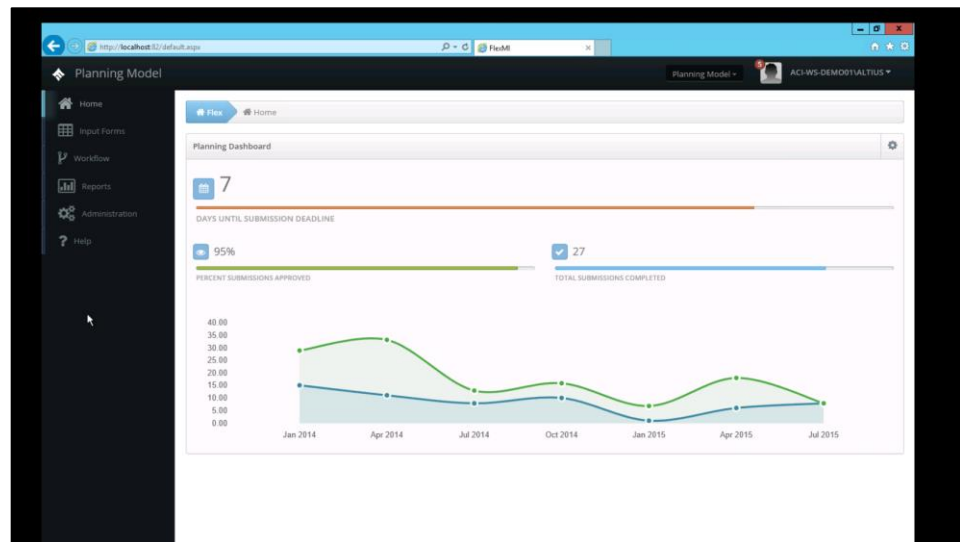 http://localhost:82/default.aspx
FlexMI
Planning Model
Planning Model
5
ACI-WS-DEMO01\ALTIUS
Home
Input Forms
Workflow
Reports
Administration
? Help
Flex
Home
Planning Dashboard
7
DAYS UNTIL SUBMISSION DEADLINE
95%
27
PERCENT SUBMISSIONS APPROVED
TOTAL SUBMISSIONS COMPLETED
40.00
35.00
30.00
25.00
20.00
15.00
10.00
5.00
0.00
Jan 2014 Apr 2014 Jul 2014 Oct 2014 Jan 2015 Apr 2015 Jul 2015